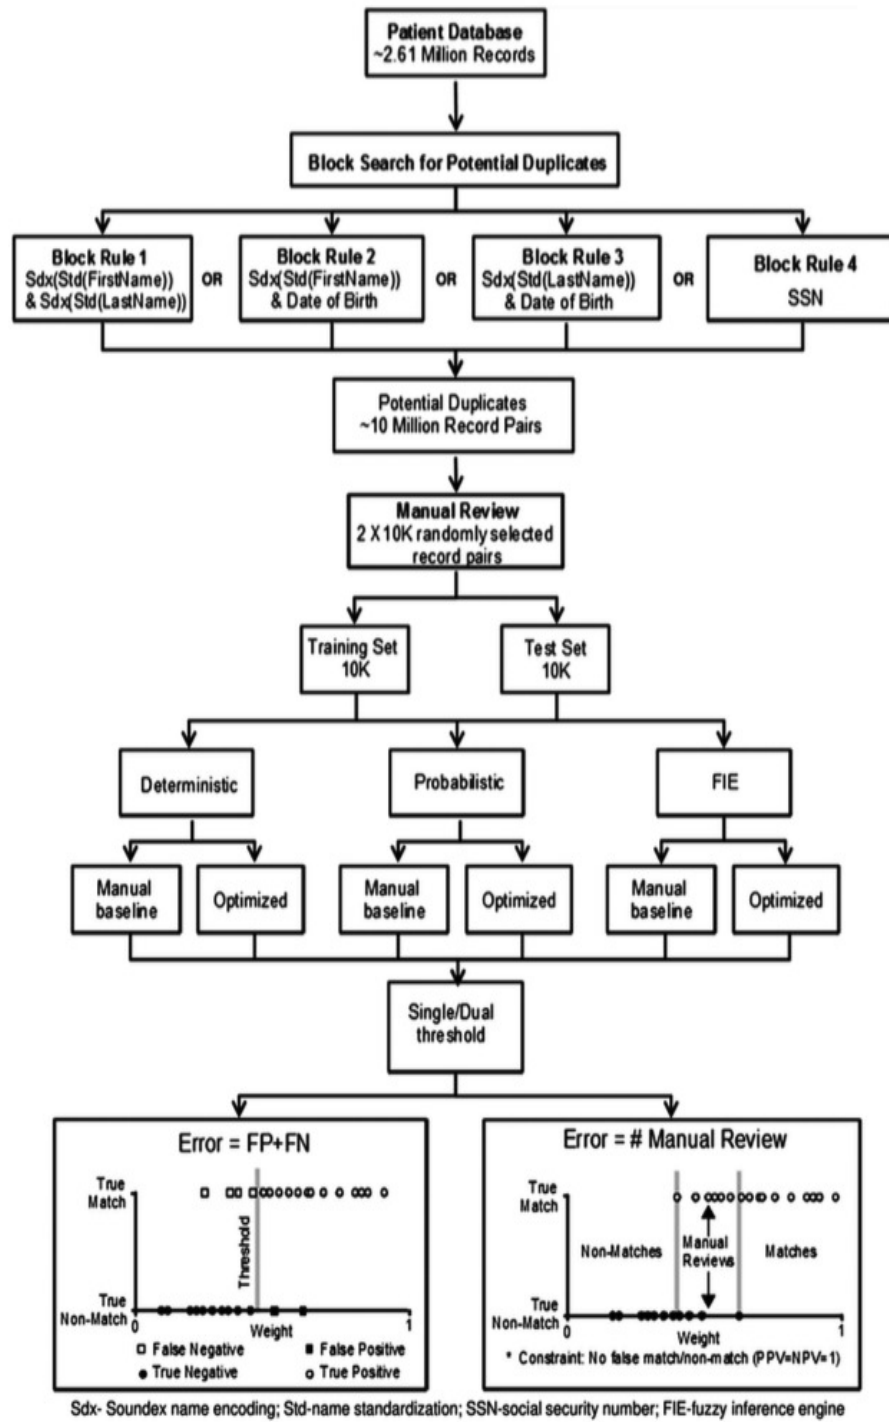 Patient Database
~2.61 Million Records
Block Search for Potential Duplicates
Block Rule 1
Sdx(Std(FirstName))
& Sdx(Std(LastName))
OR
Block Rule 2
Sdx(Std(FirstName))
& Date of Birth
OR
Block Rule 3
Sdx(Std(LastName))
& Date of Birth
OR
Block Rule 4
SSN
Potential Duplicates
~10 Million Record Pairs
Manual Review
2 X 10K randomly selected
record pairs
Training Set
10K
Test Set
10K
Deterministic
Probabilistic
FIE
Manual
baseline
Optimized
Manual
baseline
Optimized
Manual
baseline
Optimized
Single/Dual
threshold
Error = FP+FN
True
Match
Threshold
True
Non-Match
0
Weight
1
False Negative
False Positive
True Negative
True Positive
Error = # Manual Review
True
Match
Non-Matches
Manual
Reviews
Matches
True
Non-Match
0
Weight
1
* Constraint: No false match/non-match (PPV=NPV=1)
Sdx- Soundex name encoding; Std-name standardization; SSN-social security number; FIE-fuzzy inference engine